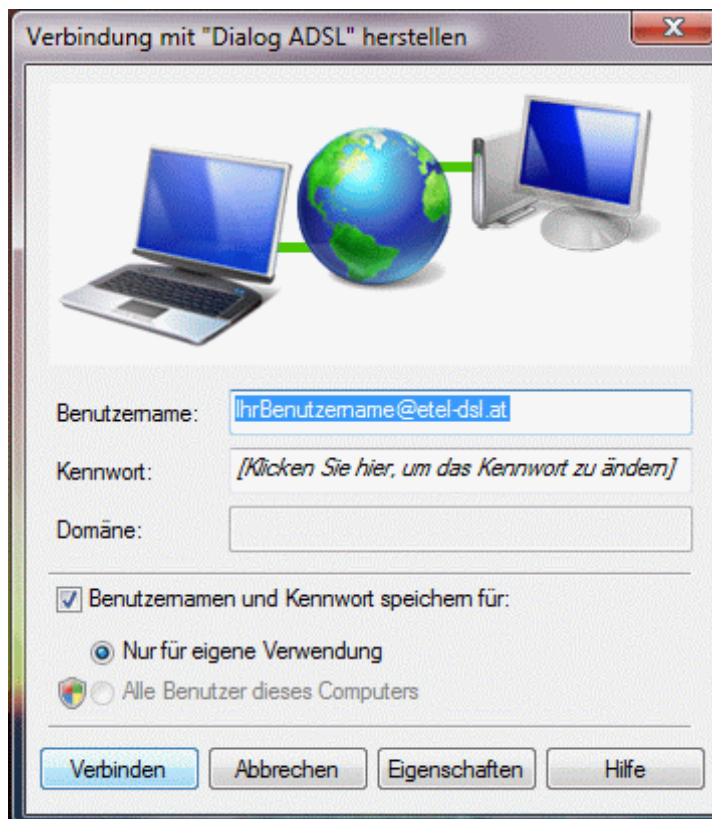 Verbindung mit "Dialog ADSL" herstellen
Benutzername:
IhrBenutzername@etel-dsl.at
Kennwort:
[Klicken Sie hier, um das Kennwort zu ändern]
Domäne:
Benutzernamen und Kennwort speichern für:
Nur für eigene Verwendung
Alle Benutzer dieses Computers
Verbinden
Abbrechen
Eigenschaften
Hilfe